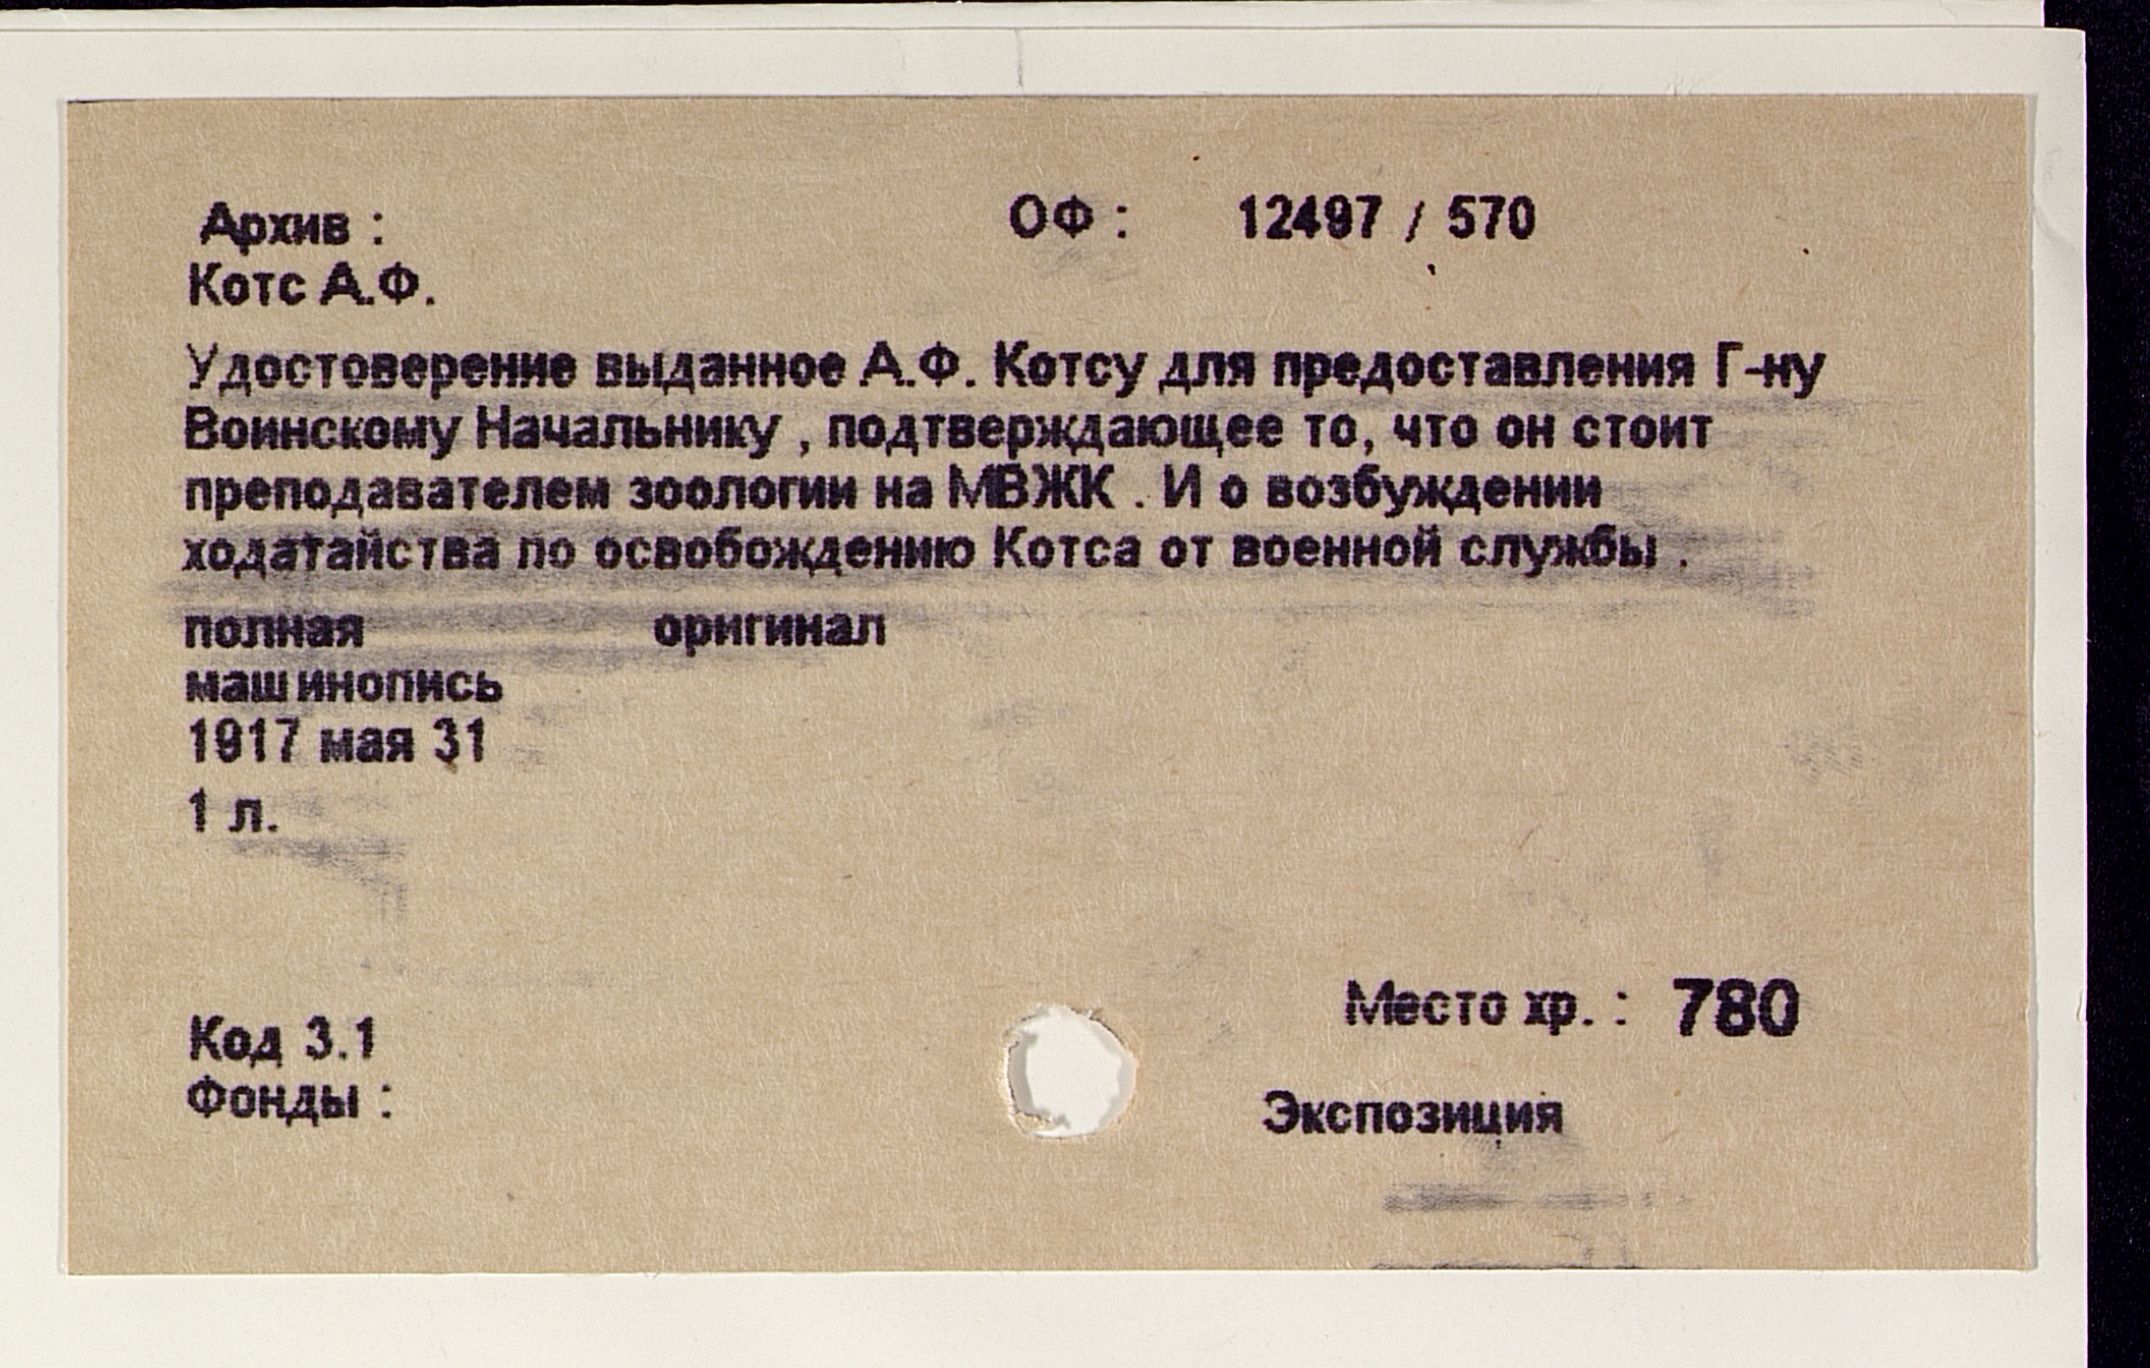 Архив : ОФ : 12497 / 570
Котс А.Ф.
Удостоверение выданное А.Ф. Котсу для предоставления Г-ну
Воинскому Начальнику , подтверждающее то, что он стоит
преподавателем зоологии на МВЖК . И о возбуждении
ходатайства по освобождению Котса от военной службы .
полная оригинал
машинопись
1917 мая 31
1 л.
Место хр. : 780
Код 3.1
Фонды :
Экспозиция